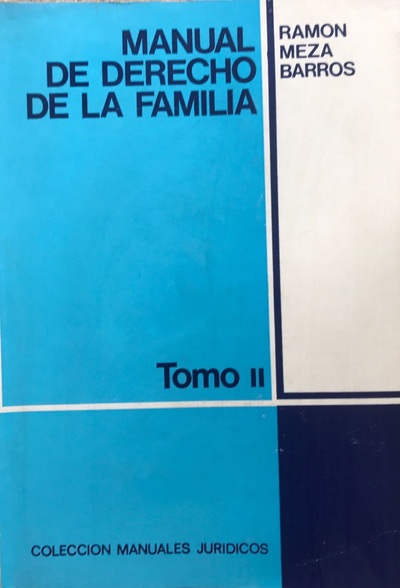 MANUAL
DE DERECHO
DE LA FAMILIA
RAMON
MEZA
BARROS
Tomo II
COLECCION MANUALES JURIDICOS